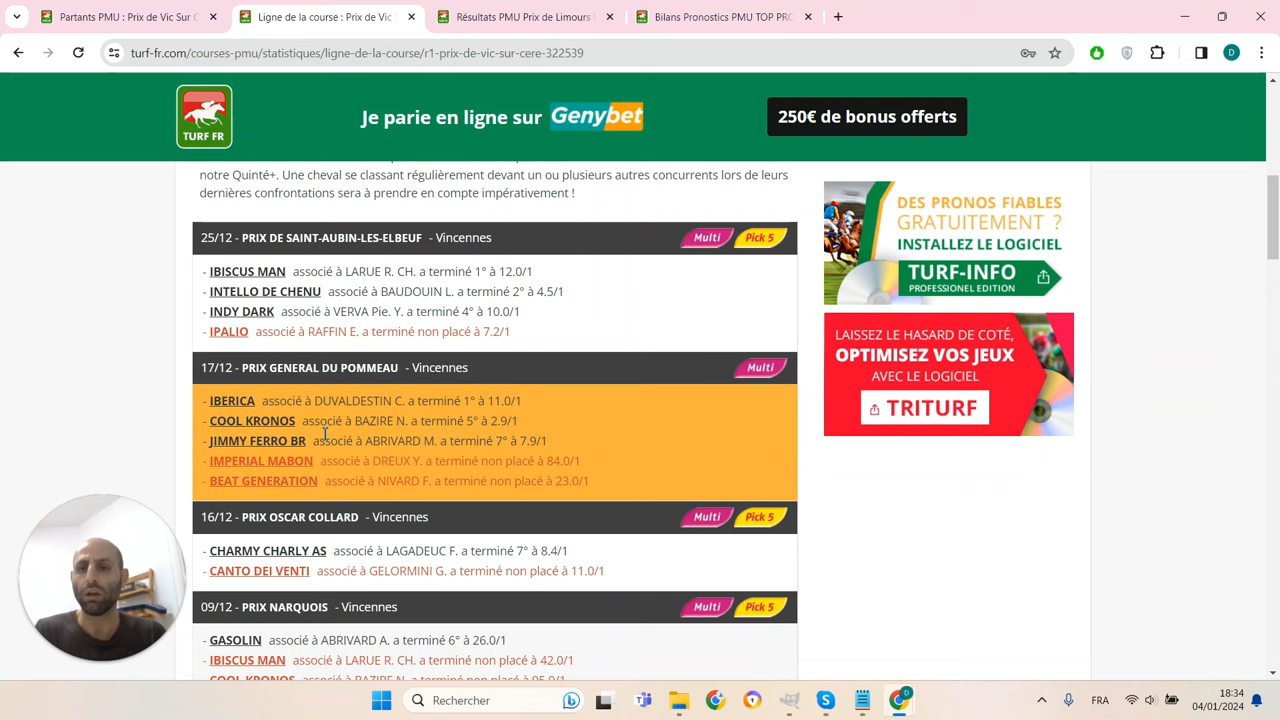 Partants PMU : Prix de Vic Sur C
Ligne de la course : Prix de Vic S
Résultats PMU Prix de Limours
Bilans Pronostics PMU TOP PRO
turf-fr.com/courses-pmu/statistiques/ligne-de-la-course/r1-prix-de-vic-sur-cere-322539
D
TURF FR
Je parie en ligne sur Genybet
250€ de bonus offerts
notre Quinté+. Une cheval se classant régulièrement devant un ou plusieurs autres concurrents lors de leurs
dernières confrontations sera à prendre en compte impérativement !
25/12 - PRIX DE SAINT-AUBIN-LES-ELBEUF - Vincennes Multi Pick 5
- IBISCUS MAN associé à LARUE R. CH. a terminé 1° à 12.0/1
- INTELLO DE CHENU associé à BAUDOUIN L. a terminé 2° à 4.5/1
- INDY DARK associé à VERVA Pie. Y. a terminé 4° à 10.0/1
- IPALIO associé à RAFFIN E. a terminé non placé à 7.2/1
17/12 - PRIX GENERAL DU POMMEAU - Vincennes Multi
- IBERICA associé à DUVALDESTIN C. a terminé 1° à 11.0/1
- COOL KRONOS associé à BAZIRE N. a terminé 5° à 2.9/1
- JIMMY FERRO BR associé à ABRIVARD M. a terminé 7° à 7.9/1
- IMPERIAL MABON associé à DREUX Y. a terminé non placé à 84.0/1
- BEAT GENERATION associé à NIVARD F. a terminé non placé à 23.0/1
16/12 - PRIX OSCAR COLLARD - Vincennes Multi Pick 5
- CHARMY CHARLY AS associé à LAGADEUC F. a terminé 7° à 8.4/1
- CANTO DEI VENTI associé à GELORMINI G. a terminé non placé à 11.0/1
09/12 - PRIX NARQUOIS - Vincennes Multi Pick 5
- GASOLIN associé à ABRIVARD A. a terminé 6° à 26.0/1
- IBISCUS MAN associé à LARUE R. CH. a terminé non placé à 42.0/1
- COOL KRONOS associé à BAZIRE N. a terminé non placé à 95.0/1
DES PRONOS FIABLES
GRATUITEMENT ?
INSTALLEZ LE LOGICIEL
TURF-INFO
PROFESIONEL EDITION
LAISSEZ LE HASARD DE COTÉ,
OPTIMISEZ VOS JEUX
AVEC LE LOGICIEL
TRITURF
Rechercher
D
FRA
18:34
04/01/2024